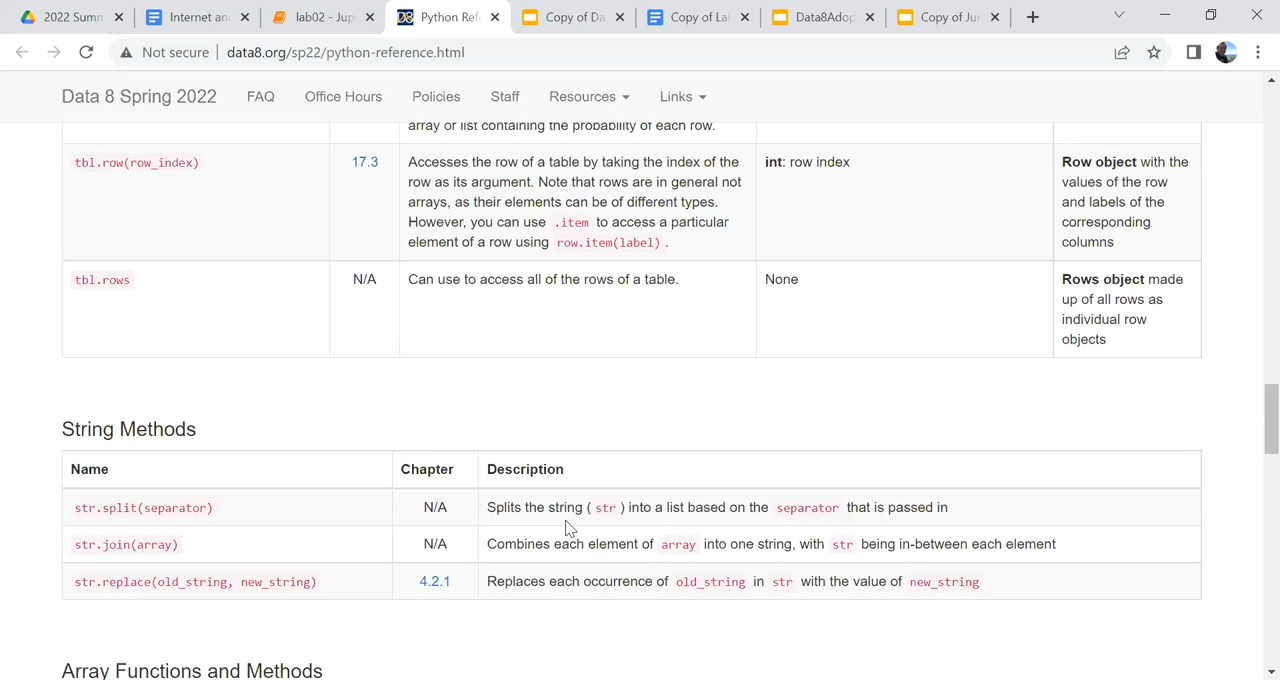 2022 Summ
Internet an
lab02 - Jup
Python Ref
Copy of Da
Copy of La
Data8Adop
Copy of Jur
Not secure
data8.org/sp22/python-reference.html
Data 8 Spring 2022
FAQ
Office Hours
Policies
Staff
Resources
Links
array or list containing the probability of each row.
tbl.row(row_index)
17.3
Accesses the row of a table by taking the index of the
row as its argument. Note that rows are in general not
arrays, as their elements can be of different types.
However, you can use .item to access a particular
element of a row using row.item(label) .
int: row index
Row object with the
values of the row
and labels of the
corresponding
columns
tbl.rows
N/A
Can use to access all of the rows of a table.
None
Rows object made
up of all rows as
individual row
objects
String Methods
Name
Chapter
Description
str.split(separator)
N/A
Splits the string ( str ) into a list based on the separator that is passed in
str.join(array)
N/A
Combines each element of array into one string, with str being in-between each element
str.replace(old_string, new_string)
4.2.1
Replaces each occurrence of old_string in str with the value of new_string
Array Functions and Methods